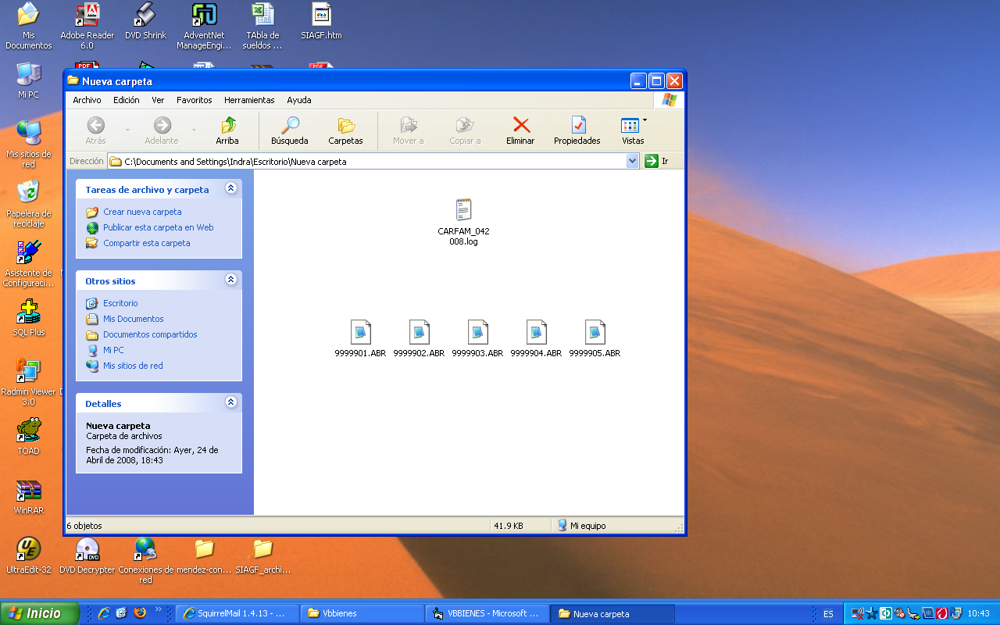 Mis
Documentos
Adobe Reader
6.0
DVD Shrink
AdventNet
ManageEngi...
TAbla de
sueldos ...
SIAGF.htm
Mi PC
Mis sitios de
red
Papelera de
reciclaje
Asistente de
Configuraci...
SQL Plus
Radmin Viewer
3.0
TOAD
WinRAR
UltraEdit-32
DVD Decrypter
Conexiones de
red
mendez-con...
SIAGF_archi...
Nueva carpeta
Archivo Edición Ver Favoritos Herramientas Ayuda
Atrás Adelante Arriba Búsqueda Carpetas Mover a Copiar a Eliminar Propiedades Vistas
Dirección C:\Documents and Settings\Indra\Escritorio\Nueva carpeta Ir
Tareas de archivo y carpeta
Crear nueva carpeta
Publicar esta carpeta en Web
Compartir esta carpeta
Otros sitios
Escritorio
Mis Documentos
Documentos compartidos
Mi PC
Mis sitios de red
Detalles
Nueva carpeta
Carpeta de archivos
Fecha de modificación: Ayer, 24 de
Abril de 2008, 18:43
CARFAM_042
008.log
9999901.ABR 9999902.ABR 9999903.ABR 9999904.ABR 9999905.ABR
6 objetos 41.9 KB Mi equipo
Inicio SquirrelMail 1.4.13 - ... Vbbienes VBBIENES - Microsoft ... Nueva carpeta ES 10:43